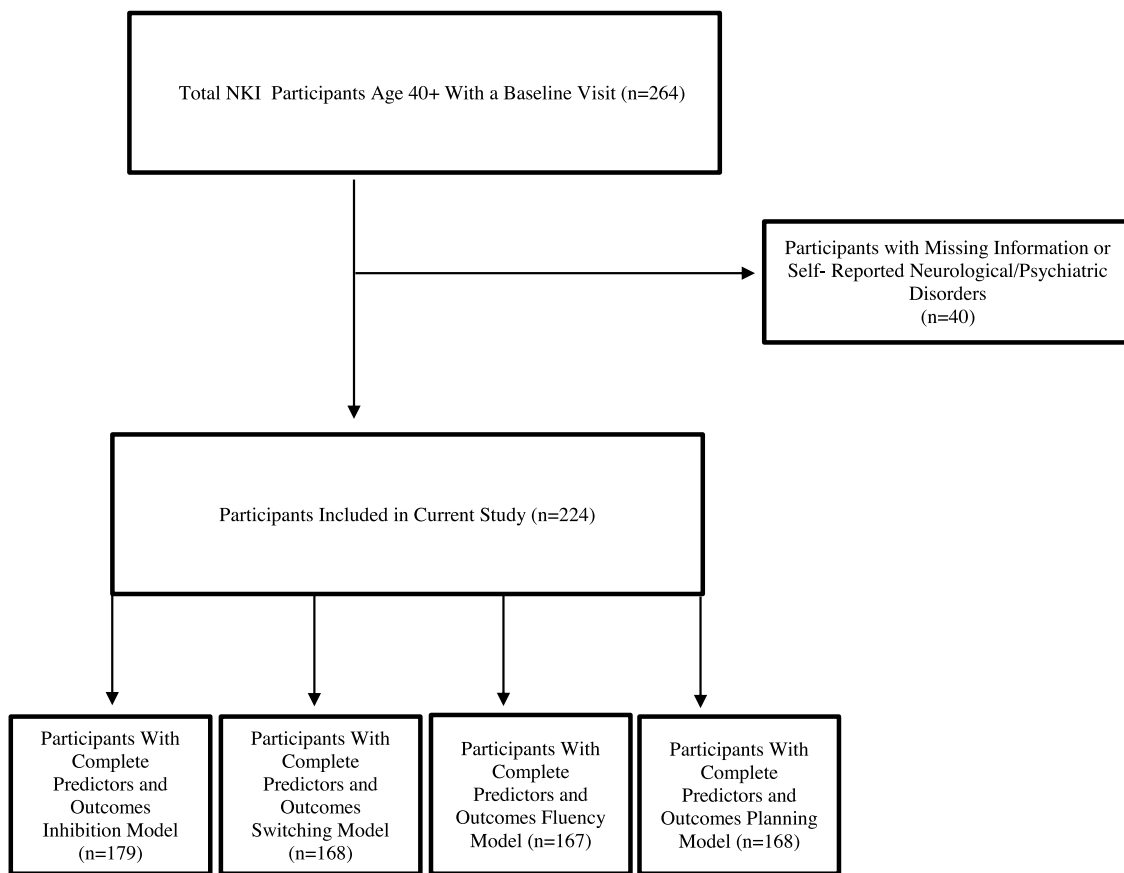 Total NKI  Participants Age 40+ With a Baseline Visit (n=264)
Participants with Missing Information or
Self- Reported Neurological/Psychiatric
Disorders
(n=40)
Participants Included in Current Study (n=224)
Participants With
Complete
Predictors and
Outcomes
Inhibition Model
(n=179)
Participants With
Complete
Predictors and
Outcomes
Switching Model
(n=168)
Participants With
Complete
Predictors and
Outcomes Fluency
Model (n=167)
Participants With
Complete
Predictors and
Outcomes Planning
Model (n=168)